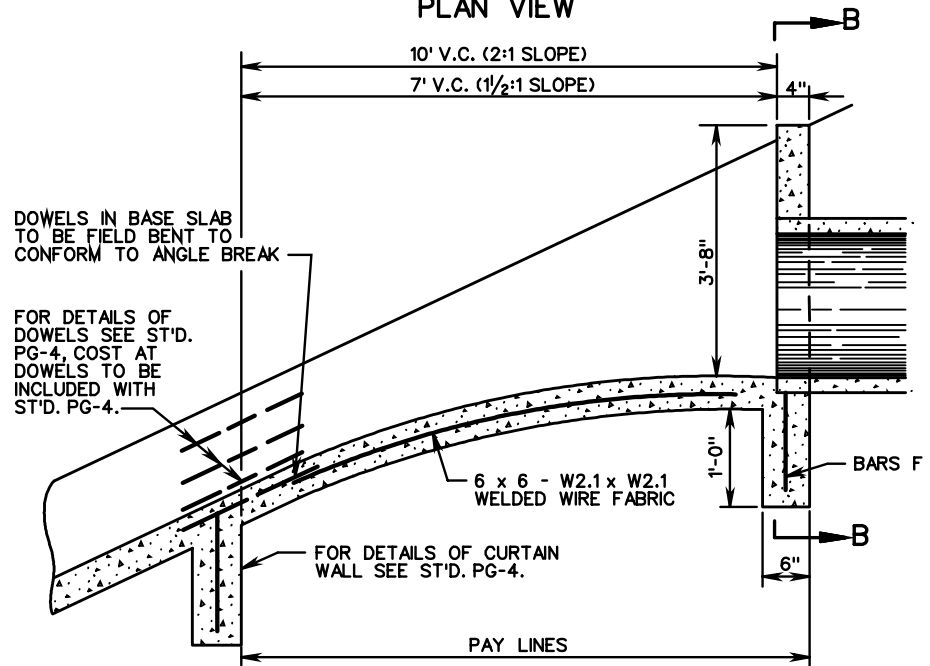 PLAN VIEW
B
10' V.C. (2:1 SLOPE)
7' V.C. (1½:1 SLOPE)
4"
DOWELS IN BASE SLAB
TO BE FIELD BENT TO
CONFORM TO ANGLE BREAK
3'-8"
FOR DETAILS OF
DOWELS SEE ST'D.
PG-4, COST AT
DOWELS TO BE
INCLUDED WITH
ST'D. PG-4.
1'-0"
BARS F
6 x 6 - W2.1 x W2.1
WELDED WIRE FABRIC
B
FOR DETAILS OF CURTAIN
WALL SEE ST'D. PG-4.
6"
PAY LINES